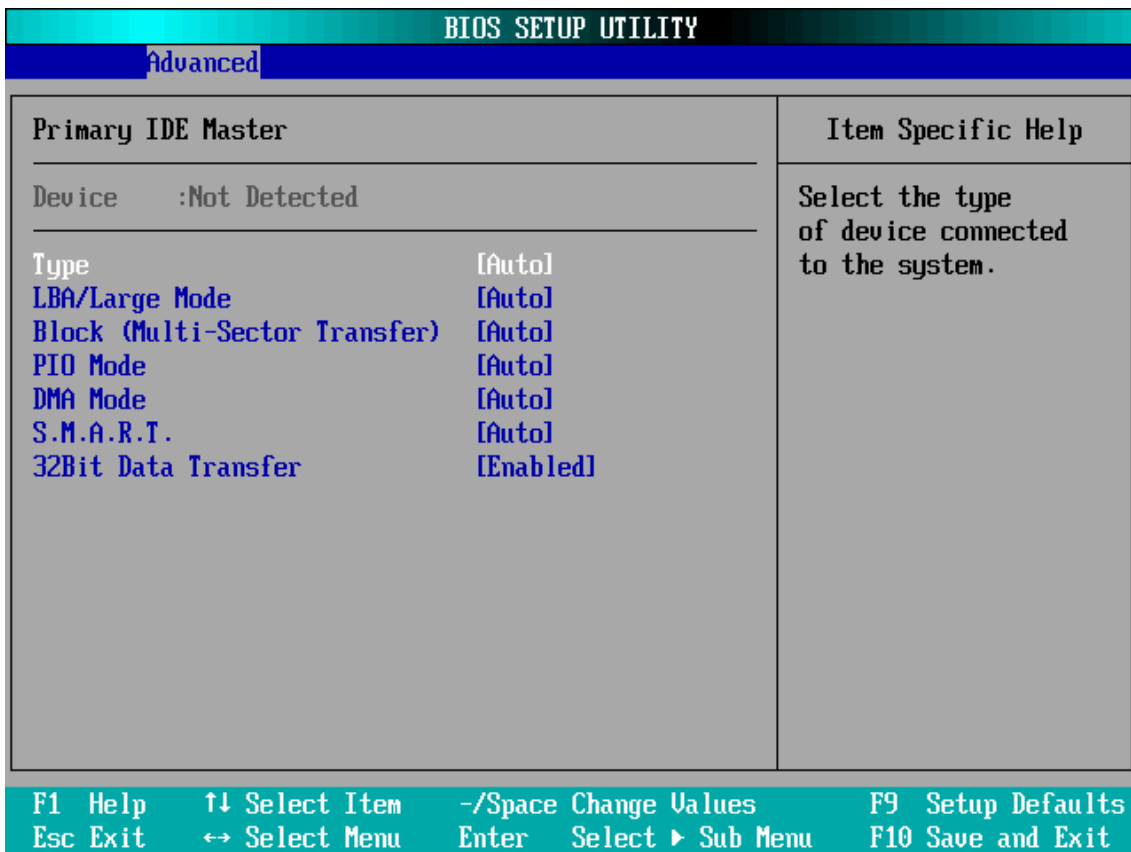 BIOS SETUP UTILITY
Advanced
Primary IDE Master
Device :Not Detected
Type [Auto]
LBA/Large Mode [Auto]
Block (Multi-Sector Transfer) [Auto]
PIO Mode [Auto]
DMA Mode [Auto]
S.M.A.R.T. [Auto]
32Bit Data Transfer [Enabled]
Item Specific Help
Select the type
of device connected
to the system.
F1 Help ↑↓ Select Item -/Space Change Values F9 Setup Defaults
Esc Exit ↔ Select Menu Enter Select ▶ Sub Menu F10 Save and Exit